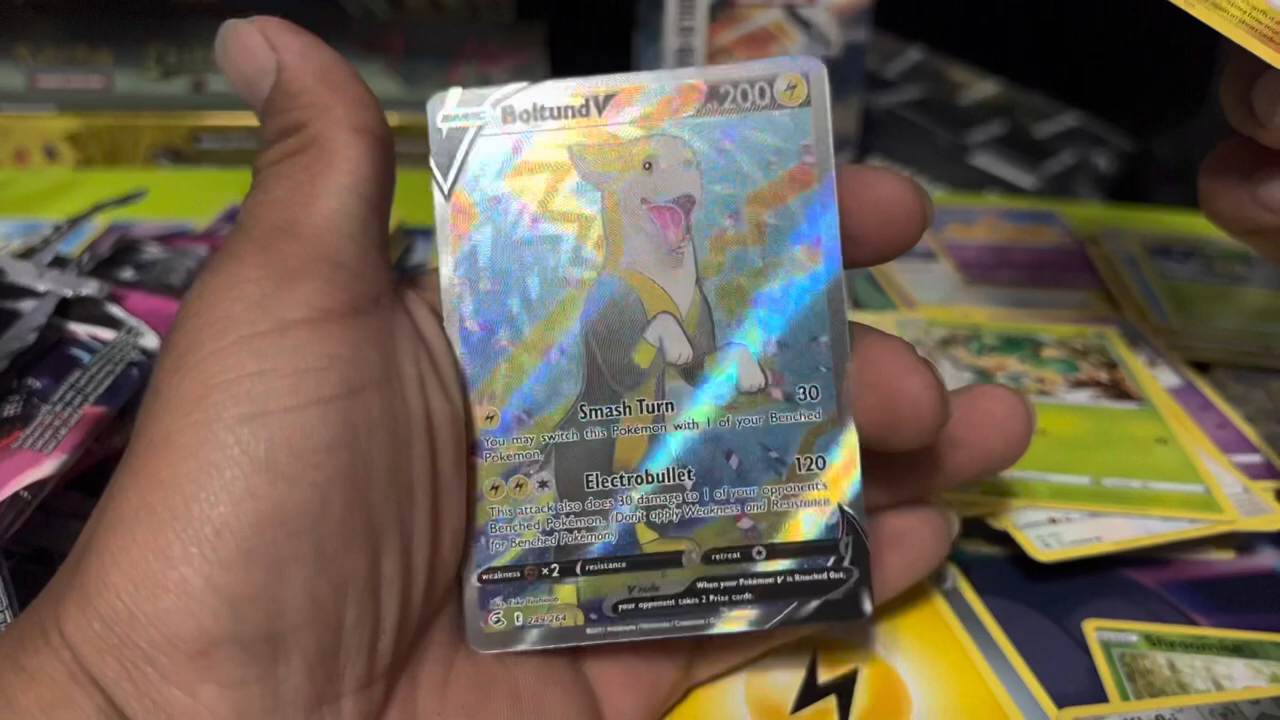 BASIC
Boltund V
200
Smash Turn 30
You may switch this Pokémon with 1 of your Benched
Pokémon.
Electrobullet 120
This attack also does 30 damage to 1 of your opponent's
Benched Pokémon. (Don't apply Weakness and Resistance
for Benched Pokémon.)
weakness ×2 resistance retreat
V rule When your Pokémon V is Knocked Out,
your opponent takes 2 Prize cards.
E 249/264
Shroomish